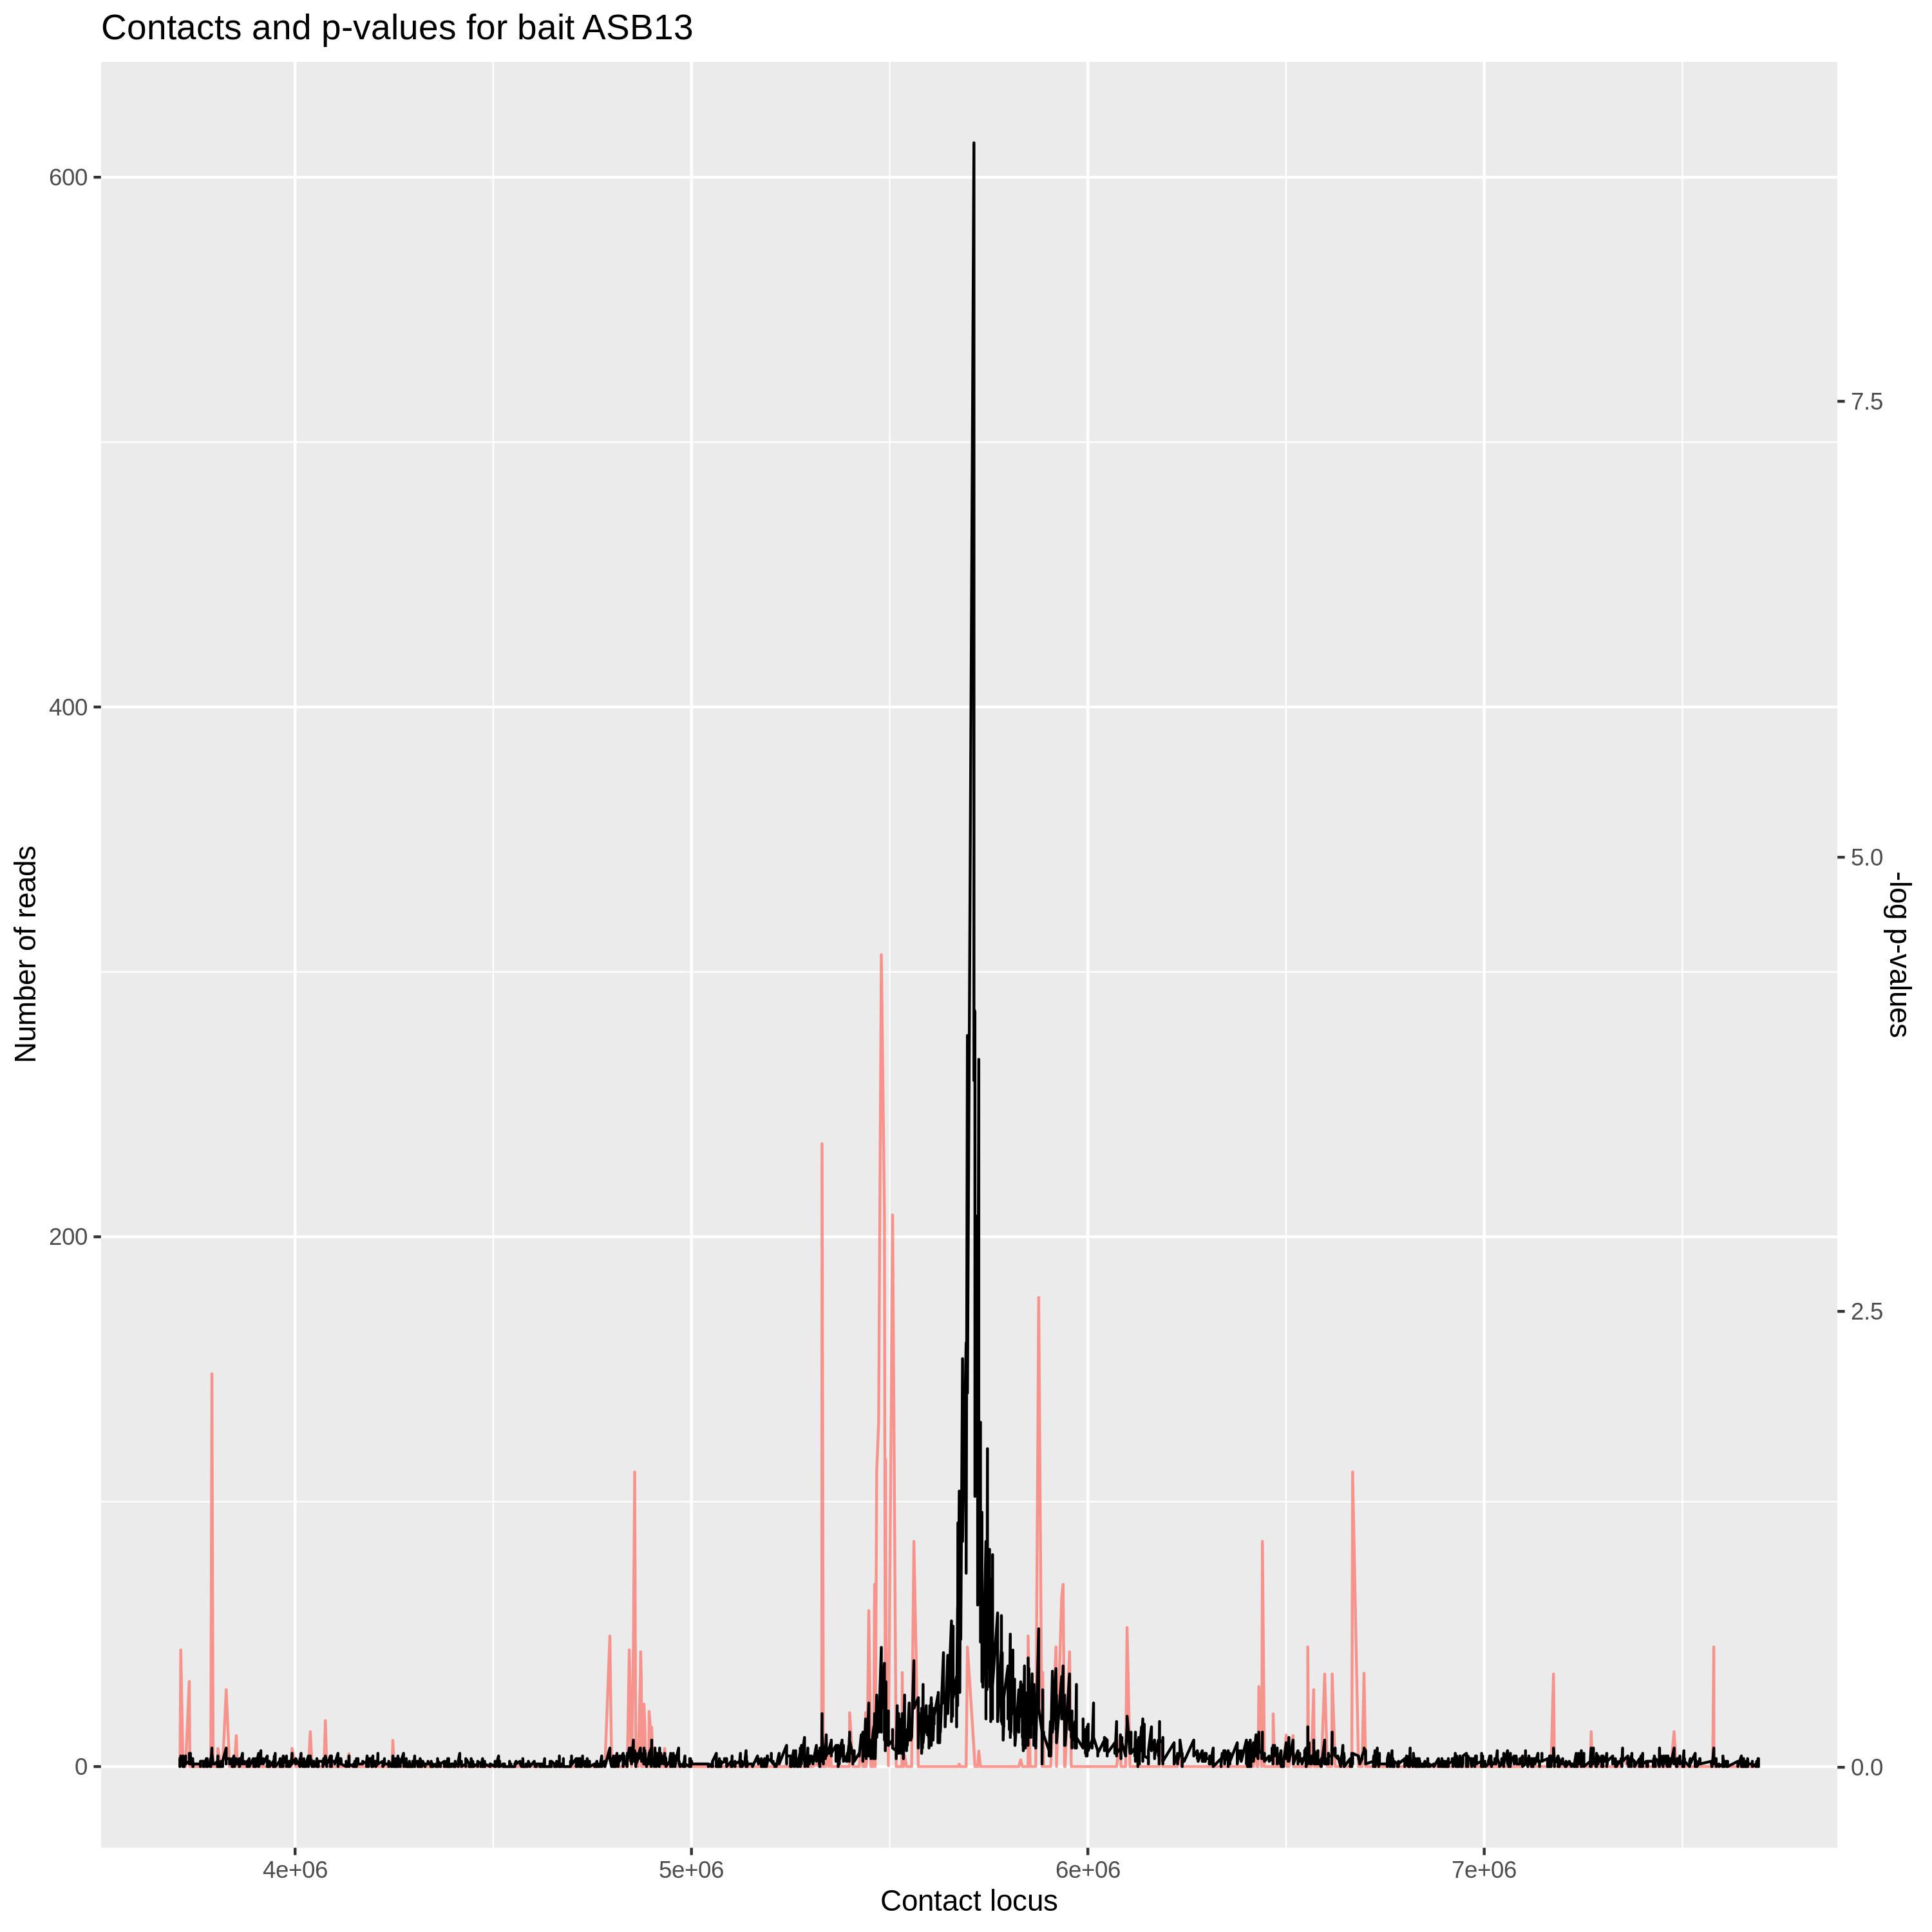 Contacts and p-values for bait ASB13
600
400
200
0
Number of reads
7.5
5.0
2.5
0.0
-log p-values
4e+06
5e+06
6e+06
7e+06
Contact locus